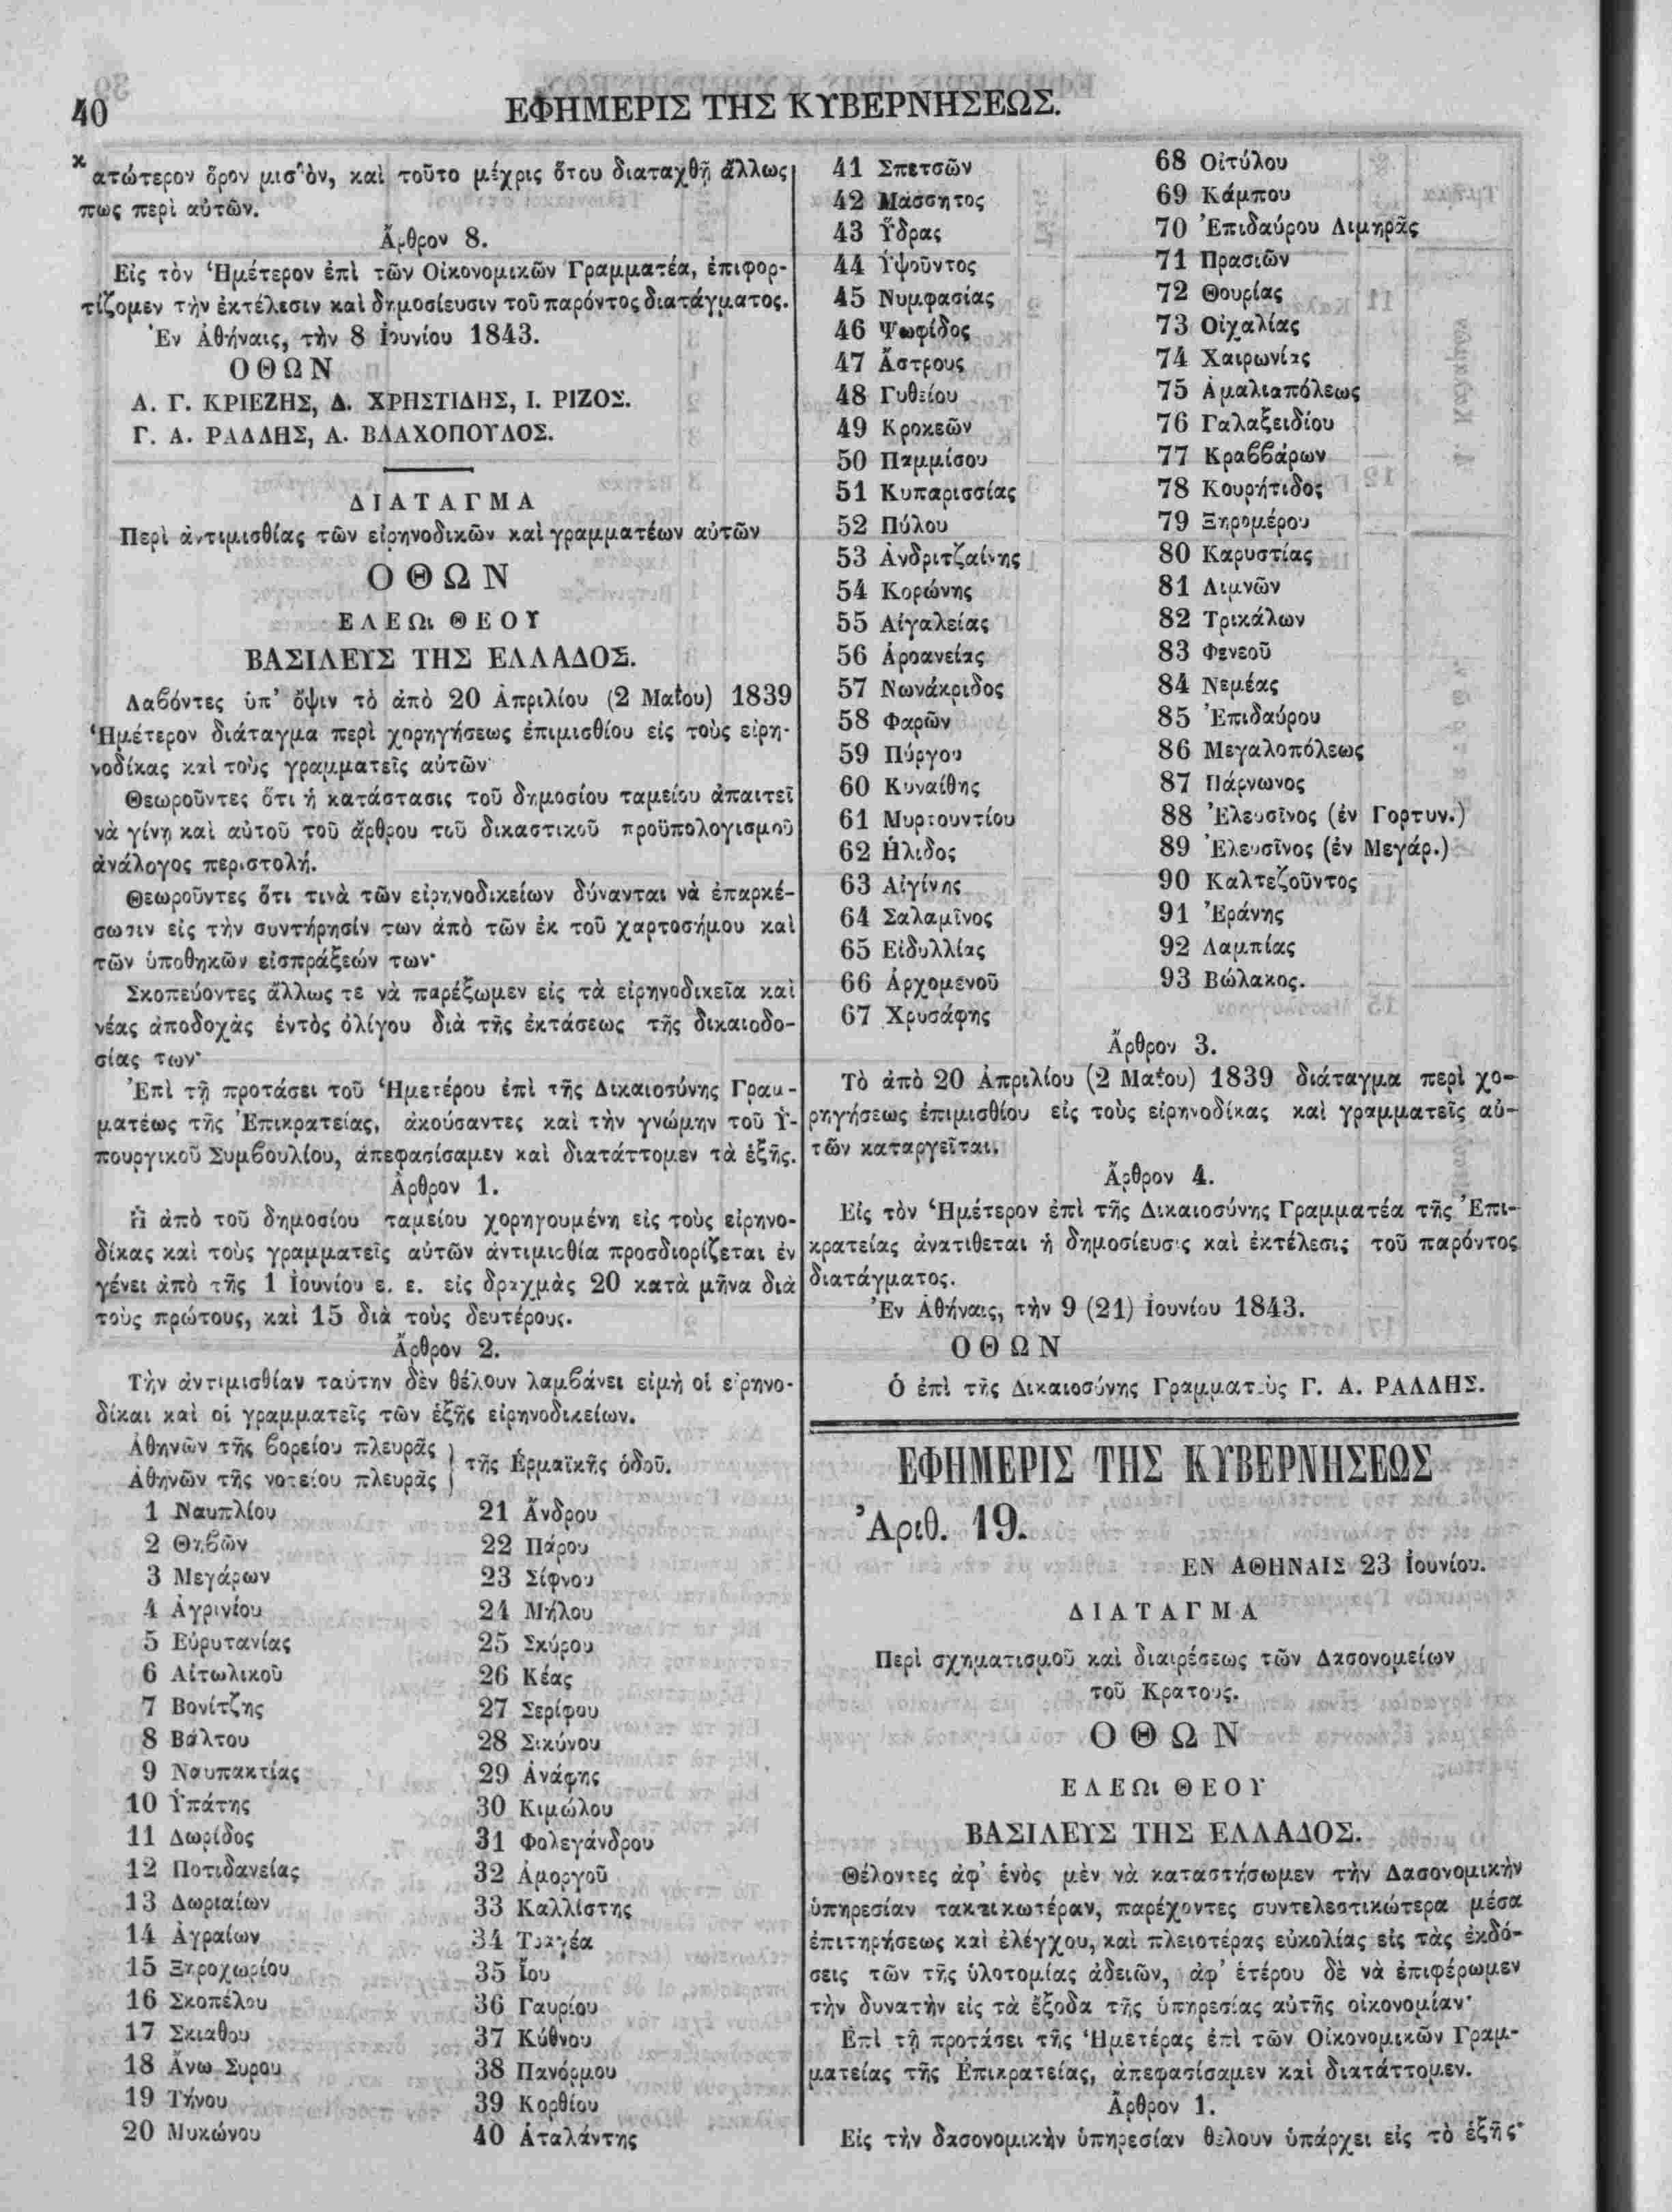 40
ΕΦΗΜΕΡΙΣ ΤΗΣ ΚΥΒΕΡΝΗΣΕΩΣ.
κατώτερον ὅρον μισθὸν, καὶ τοῦτο μέχρις ὅτου διαταχθῇ ἄλλως
πως περὶ αὐτῶν.
Ἄρθρον 8.
Εἰς τὸν Ἡμέτερον ἐπὶ τῶν Οἰκονομικῶν Γραμματέα, ἐπιφορ-
τίζομεν τὴν ἐκτέλεσιν καὶ δημοσίευσιν τοῦ παρόντος διατάγματος.
Ἐν Ἀθήναις, τὴν 8 Ἰουνίου 1843.
ΟΘΩΝ
Α. Γ. ΚΡΙΕΖΗΣ, Δ. ΧΡΗΣΤΙΔΗΣ, Ι. ΡΙΖΟΣ.
Γ. Α. ΡΑΛΛΗΣ, Α. ΒΛΑΧΟΠΟΥΛΟΣ.
ΔΙΑΤΑΓΜΑ
Περὶ ἀντιμισθίας τῶν εἰρηνοδικῶν καὶ γραμματέων αὐτῶν
ΟΘΩΝ
ΕΛΕΩι ΘΕΟΥ
ΒΑΣΙΛΕΥΣ ΤΗΣ ΕΛΛΑΔΟΣ.
Λαβόντες ὑπ' ὄψιν τὸ ἀπὸ 20 Ἀπριλίου (2 Μαΐου) 1839
Ἡμέτερον διάταγμα περὶ χορηγήσεως ἐπιμισθίου εἰς τοὺς εἰρη-
νοδίκας καὶ τοὺς γραμματεῖς αὐτῶν·
Θεωροῦντες ὅτι ἡ κατάστασις τοῦ δημοσίου ταμείου ἀπαιτεῖ
νὰ γίνῃ καὶ αὐτοῦ τοῦ ἄρθρου τοῦ δικαστικοῦ προϋπολογισμοῦ
ἀνάλογος περιστολή.
Θεωροῦντες ὅτι τινὰ τῶν εἰρηνοδικείων δύνανται νὰ ἐπαρκέ-
σωσιν εἰς τὴν συντήρησίν των ἀπὸ τῶν ἐκ τοῦ χαρτοσήμου καὶ
τῶν ὑποθηκῶν εἰσπράξεών των·
Σκοπεύοντες ἄλλως τε νὰ παρέξωμεν εἰς τὰ εἰρηνοδικεῖα καὶ
νέας ἀποδοχὰς ἐντὸς ὀλίγου διὰ τῆς ἐκτάσεως τῆς δικαιοδο-
σίας των·
Ἐπὶ τῇ προτάσει τοῦ Ἡμετέρου ἐπὶ τῆς Δικαιοσύνης Γραμ-
ματέως τῆς Ἐπικρατείας, ἀκούσαντες καὶ τὴν γνώμην τοῦ Ὑ-
πουργικοῦ Συμβουλίου, ἀπεφασίσαμεν καὶ διατάττομεν τὰ ἑξῆς.
Ἄρθρον 1.
Ἡ ἀπὸ τοῦ δημοσίου ταμείου χορηγουμένη εἰς τοὺς εἰρηνο-
δίκας καὶ τοὺς γραμματεῖς αὐτῶν ἀντιμισθία προσδιορίζεται ἐν
γένει ἀπὸ τῆς 1 Ἰουνίου ε. ε. εἰς δραχμὰς 20 κατὰ μῆνα διὰ
τοὺς πρώτους, καὶ 15 διὰ τοὺς δευτέρους.
Ἄρθρον 2.
Τὴν ἀντιμισθίαν ταύτην δὲν θέλουν λαμβάνει εἰμὴ οἱ εἰρηνο-
δίκαι καὶ οἱ γραμματεῖς τῶν ἑξῆς εἰρηνοδικείων.
Ἀθηνῶν τῆς βορείου πλευρᾶς
Ἀθηνῶν τῆς νοτείου πλευρᾶς } τῆς Ἑρμαϊκῆς ὁδοῦ.
1 Ναυπλίου
2 Θηβῶν
3 Μεγάρων
4 Ἀγρινίου
5 Εὐρυτανίας
6 Αἰτωλικοῦ
7 Βονίτζης
8 Βάλτου
9 Ναυπακτίας
10 Ὑπάτης
11 Δωρίδος
12 Ποτιδανείας
13 Δωριαίων
14 Ἀγραίων
15 Ξηροχωρίου
16 Σκοπέλου
17 Σκιαθου
18 Ἄνω Συρου
19 Τήνου
20 Μυκώνου
21 Ἄνδρου
22 Πάρου
23 Σίφνου
24 Μήλου
25 Σκύρου
26 Κέας
27 Σερίφου
28 Σικύνου
29 Ἀνάφης
30 Κιμώλου
31 Φολεγάνδρου
32 Ἀμοργοῦ
33 Καλλίστης
34 Τραγέα
35 Ἴου
36 Γαυρίου
37 Κύθνου
38 Πανόρμου
39 Κορθίου
40 Ἀταλάντης
41 Σπετσῶν
42 Μάσσητος
43 Ὕδρας
44 Ὑψοῦντος
45 Νυμφασίας
46 Ψωφίδος
47 Ἄστρους
48 Γυθείου
49 Κροκεῶν
50 Παμμίσου
51 Κυπαρισσίας
52 Πύλου
53 Ἀνδριτζαίνης
54 Κορώνης
55 Αἰγαλείας
56 Ἀροανείας
57 Νωνάκριδος
58 Φαρῶν
59 Πύργου
60 Κυναίθης
61 Μυρτουντίου
62 Ἤλιδος
63 Αἰγίνης
64 Σαλαμῖνος
65 Εἰδυλλίας
66 Ἀρχομενοῦ
67 Χρυσάφης
68 Οἰτύλου
69 Κάμπου
70 Ἐπιδαύρου Λιμηρᾶς
71 Πρασιῶν
72 Θουρίας
73 Οἰχαλίας
74 Χαιρωνίας
75 Ἀμαλιαπόλεως
76 Γαλαξειδίου
77 Κραββάρων
78 Κουρήτιδος
79 Ξηρομέρου
80 Καρυστίας
81 Λιμνῶν
82 Τρικάλων
83 Φενεοῦ
84 Νεμέας
85 Ἐπιδαύρου
86 Μεγαλοπόλεως
87 Πάρνωνος
88 Ἐλευσῖνος (ἐν Γορτυν.)
89 Ἐλευσῖνος (ἐν Μεγάρ.)
90 Καλτεζοῦντος
91 Ἐράνης
92 Λαμπίας
93 Βώλακος.
Ἄρθρον 3.
Τὸ ἀπὸ 20 Ἀπριλίου (2 Μαΐου) 1839 διάταγμα περὶ χο-
ρηγήσεως ἐπιμισθίου εἰς τοὺς εἰρηνοδίκας καὶ γραμματεῖς αὐ-
τῶν καταργεῖται.
Ἄρθρον 4.
Εἰς τὸν Ἡμέτερον ἐπὶ τῆς Δικαιοσύνης Γραμματέα τῆς Ἐπι-
κρατείας ἀνατιθεται ἡ δημοσίευσις καὶ ἐκτέλεσις τοῦ παρόντος
διατάγματος.
Ἐν Ἀθήναις, τὴν 9 (21) Ἰουνίου 1843.
ΟΘΩΝ
Ὁ ἐπὶ τῆς Δικαιοσύνης Γραμματεὺς Γ. Α. ΡΑΛΛΗΣ.
ΕΦΗΜΕΡΙΣ ΤΗΣ ΚΥΒΕΡΝΗΣΕΩΣ
Ἀριθ. 19.
ΕΝ ΑΘΗΝΑΙΣ 23 Ἰουνίου.
ΔΙΑΤΑΓΜΑ
Περὶ σχηματισμοῦ καὶ διαιρέσεως τῶν Δασονομείων
τοῦ Κρατους.
ΟΘΩΝ
ΕΛΕΩι ΘΕΟΥ
ΒΑΣΙΛΕΥΣ ΤΗΣ ΕΛΛΑΔΟΣ.
Θέλοντες ἀφ' ἑνὸς μὲν νὰ καταστήσωμεν τὴν Δασονομικὴν
ὑπηρεσίαν τακτικωτέραν, παρέχοντες συντελεστικώτερα μέσα
ἐπιτηρήσεως καὶ ἐλέγχου, καὶ πλειοτέρας εὐκολίας εἰς τὰς ἐκδό-
σεις τῶν τῆς ὑλοτομίας ἀδειῶν, ἀφ' ἑτέρου δὲ νὰ ἐπιφέρωμεν
τὴν δυνατὴν εἰς τὰ ἔξοδα τῆς ὑπηρεσίας αὐτῆς οἰκονομίαν·
Ἐπὶ τῇ προτάσει τῆς Ἡμετέρας ἐπὶ τῶν Οἰκονομικῶν Γραμ-
ματείας τῆς Ἐπικρατείας, ἀπεφασίσαμεν καὶ διατάττομεν.
Ἄρθρον 1.
Εἰς τὴν δασονομικὴν ὑπηρεσίαν θέλουν ὑπάρχει εἰς τὸ ἑξῆς·